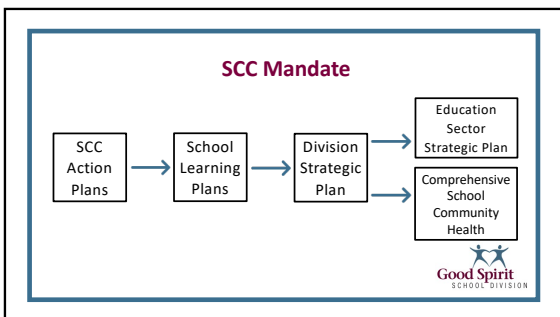 SCC Mandate
SCC
Action
Plans
School
Learning
Plans
Division
Strategic
Plan
Education
Sector
Strategic Plan
Comprehensive
School
Community
Health
Good Spirit
SCHOOL DIVISION